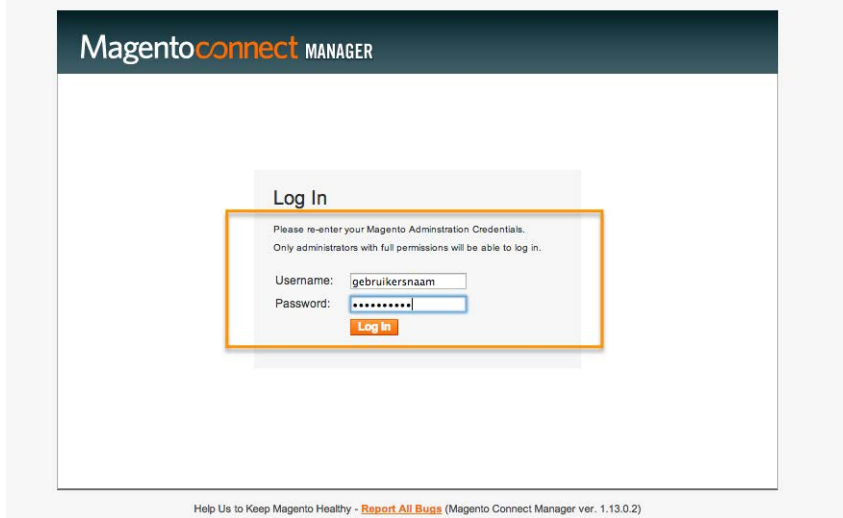 Magentoconnect MANAGER
Log In
Please re-enter your Magento Adminstration Credentials.
Only administrators with full permissions will be able to log in.
Username: gebruikersnaam
Password: ••••••••••
Log In
Help Us to Keep Magento Healthy - Report All Bugs (Magento Connect Manager ver. 1.13.0.2)